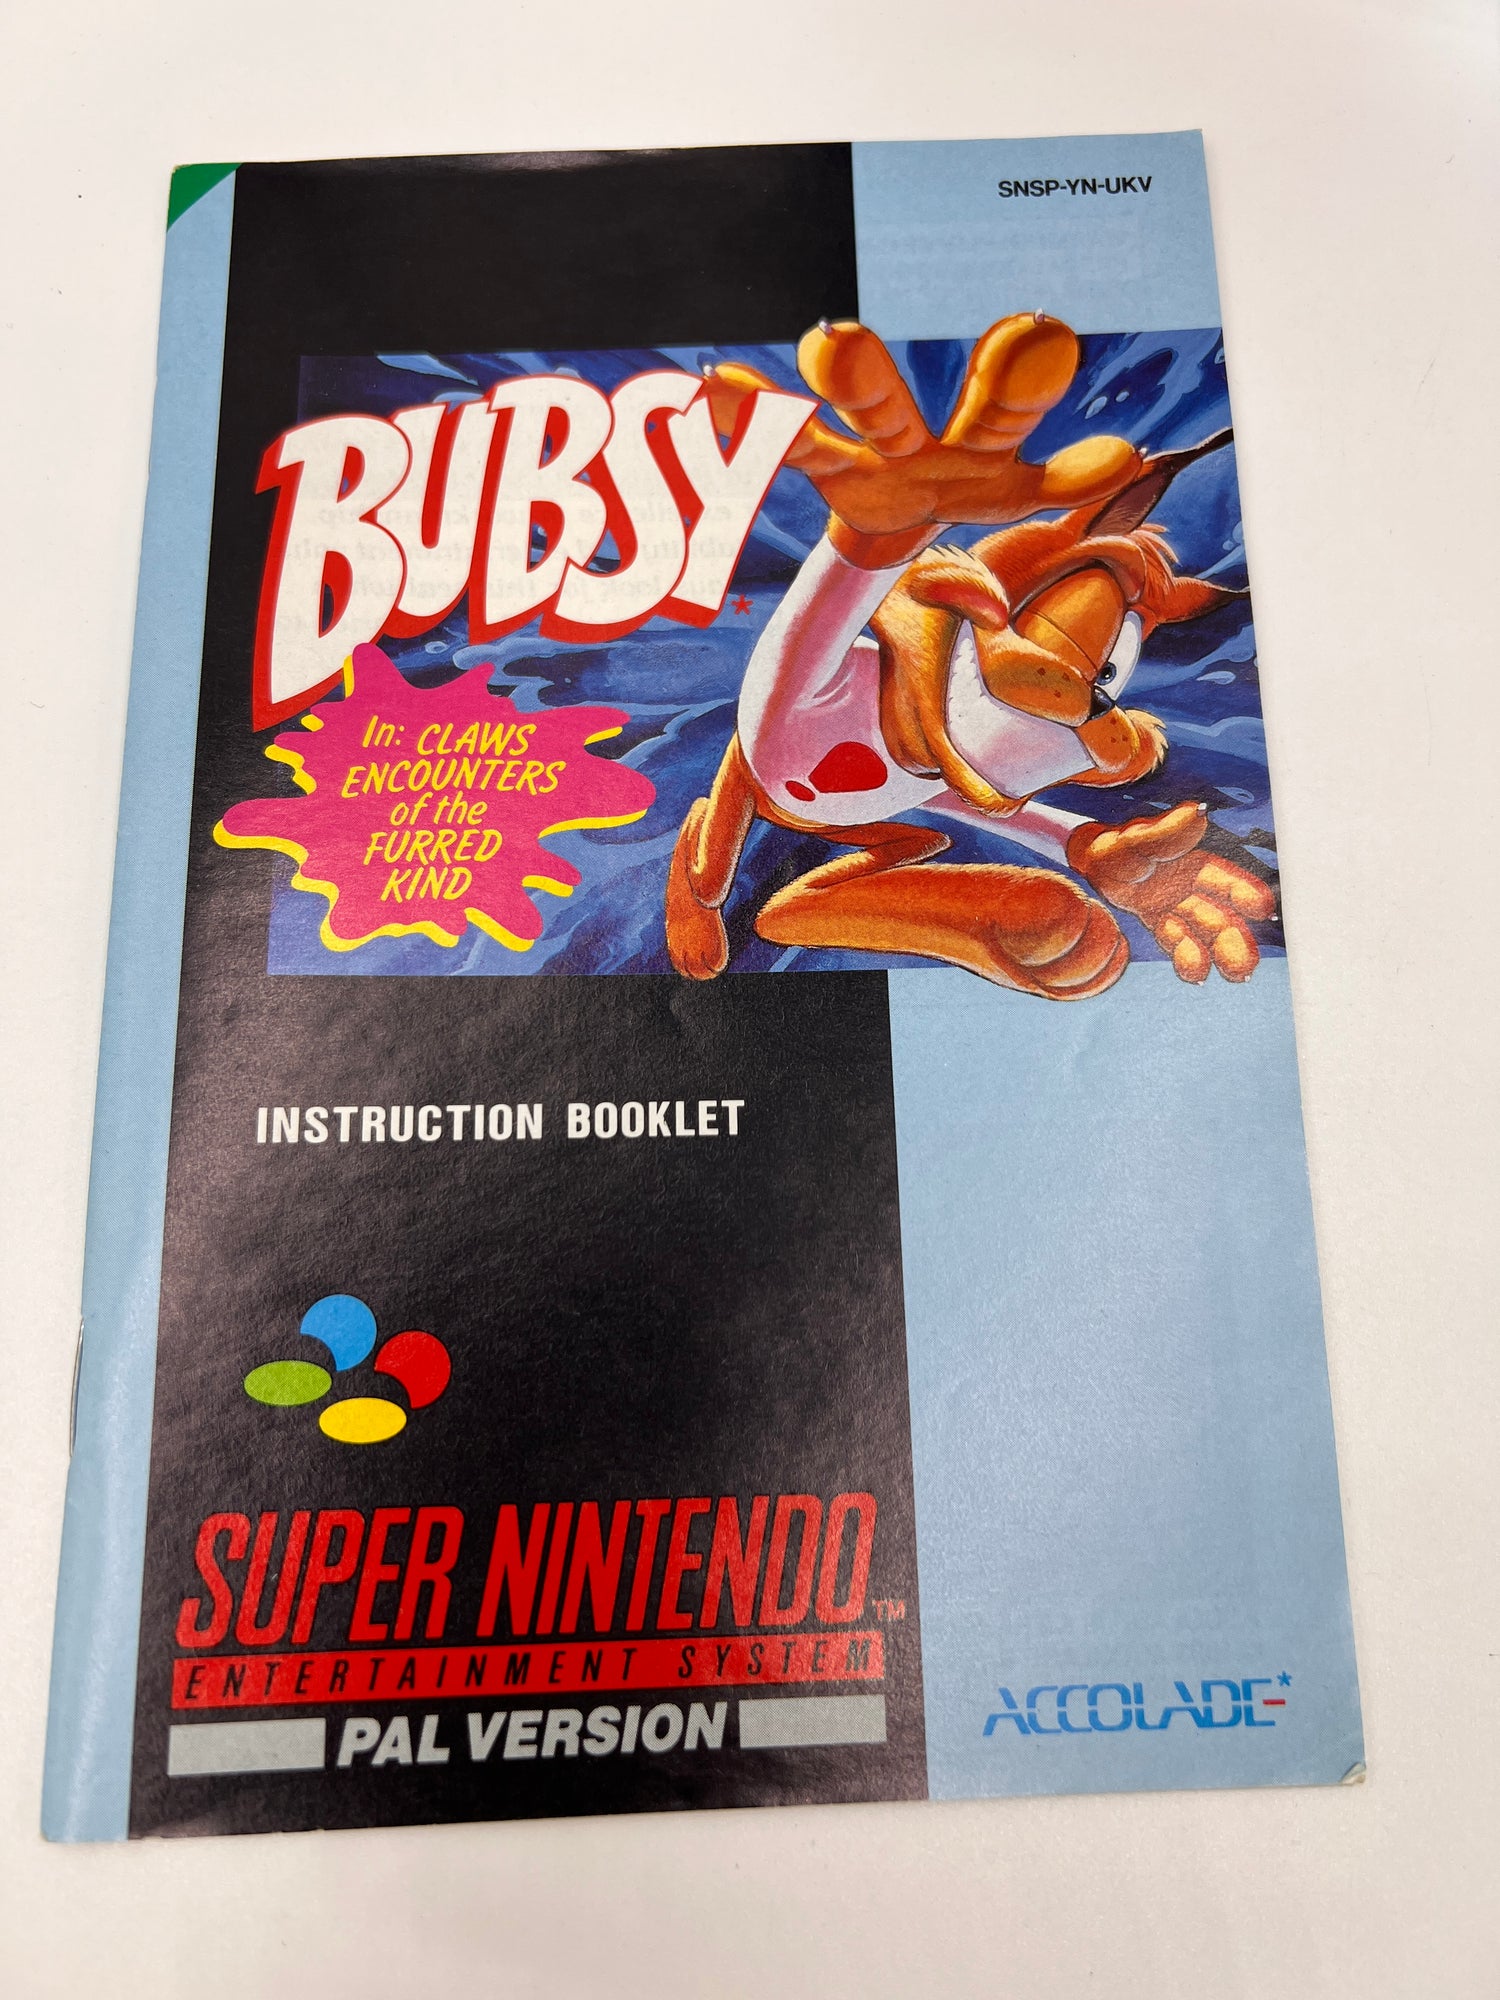 SNSP-YN-UKV
BUBSY*
In: CLAWS
ENCOUNTERS
of the
FURRED
KIND
INSTRUCTION BOOKLET
SUPER NINTENDO™
ENTERTAINMENT SYSTEM
PAL VERSION
ACCOLADE*